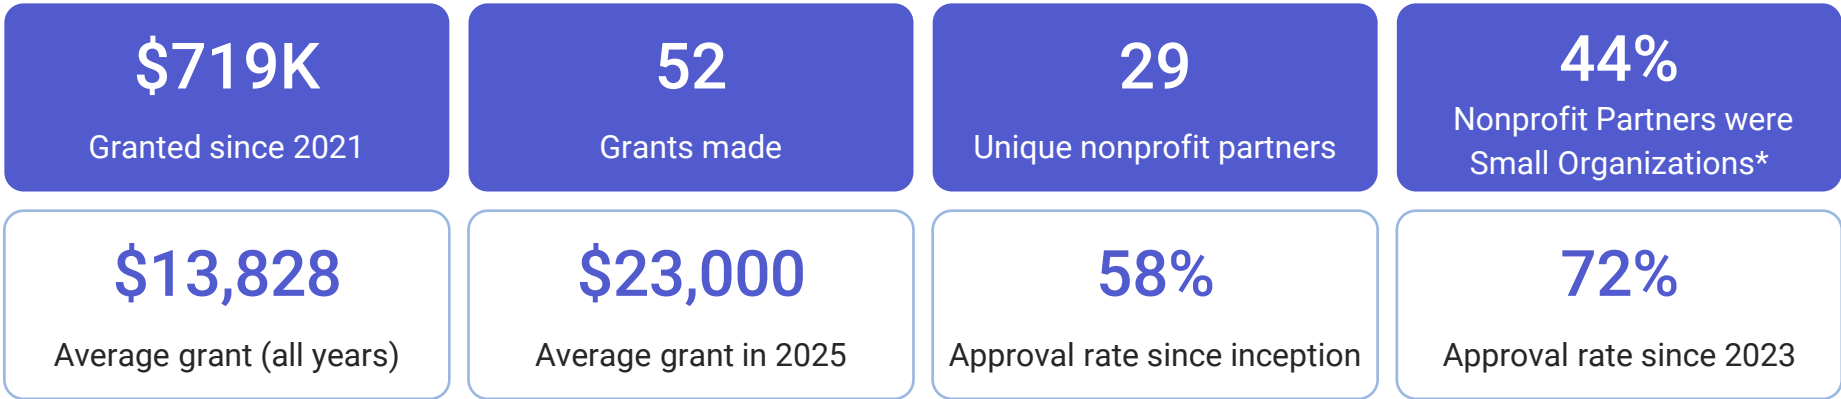 $719K
Granted since 2021
52
Grants made
29
Unique nonprofit partners
44%
Nonprofit Partners were
Small Organizations*
$13,828
Average grant (all years)
$23,000
Average grant in 2025
58%
Approval rate since inception
72%
Approval rate since 2023